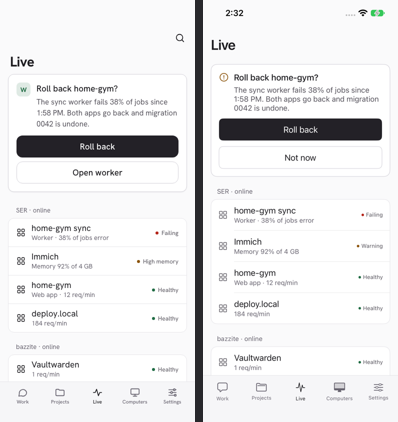 Live
W
Roll back home-gym?
The sync worker fails 38% of jobs since
1:58 PM. Both apps go back and migration
0042 is undone.
Roll back
Open worker
SER · online
home-gym sync
Worker · 38% of jobs error
Failing
Immich
Memory 92% of 4 GB
High memory
home-gym
Web app · 12 req/min
Healthy
deploy.local
184 req/min
Healthy
bazzite · online
Vaultwarden
1 req/min
Healthy
Work
Projects
Live
Computers
Settings
2:32
Live
Roll back home-gym?
The sync worker fails 38% of jobs since
1:58 PM. Both apps go back and migration
0042 is undone.
Roll back
Not now
SER · online
home-gym sync
Worker · 38% of jobs error
Failing
Immich
Memory 92% of 4 GB
Warning
home-gym
Web app · 12 req/min
Healthy
deploy.local
184 req/min
Healthy
bazzite · online
Vaultwarden
1 req/min
Healthy
Work
Projects
Live
Computers
Settings